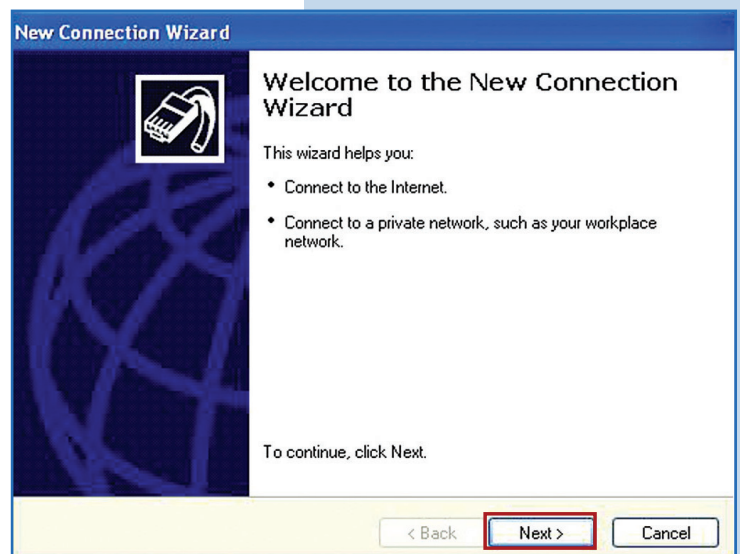 New Connection Wizard
Welcome to the New Connection
Wizard
This wizard helps you:
• Connect to the Internet.
• Connect to a private network, such as your workplace
network.
To continue, click Next.
< Back
Next >
Cancel